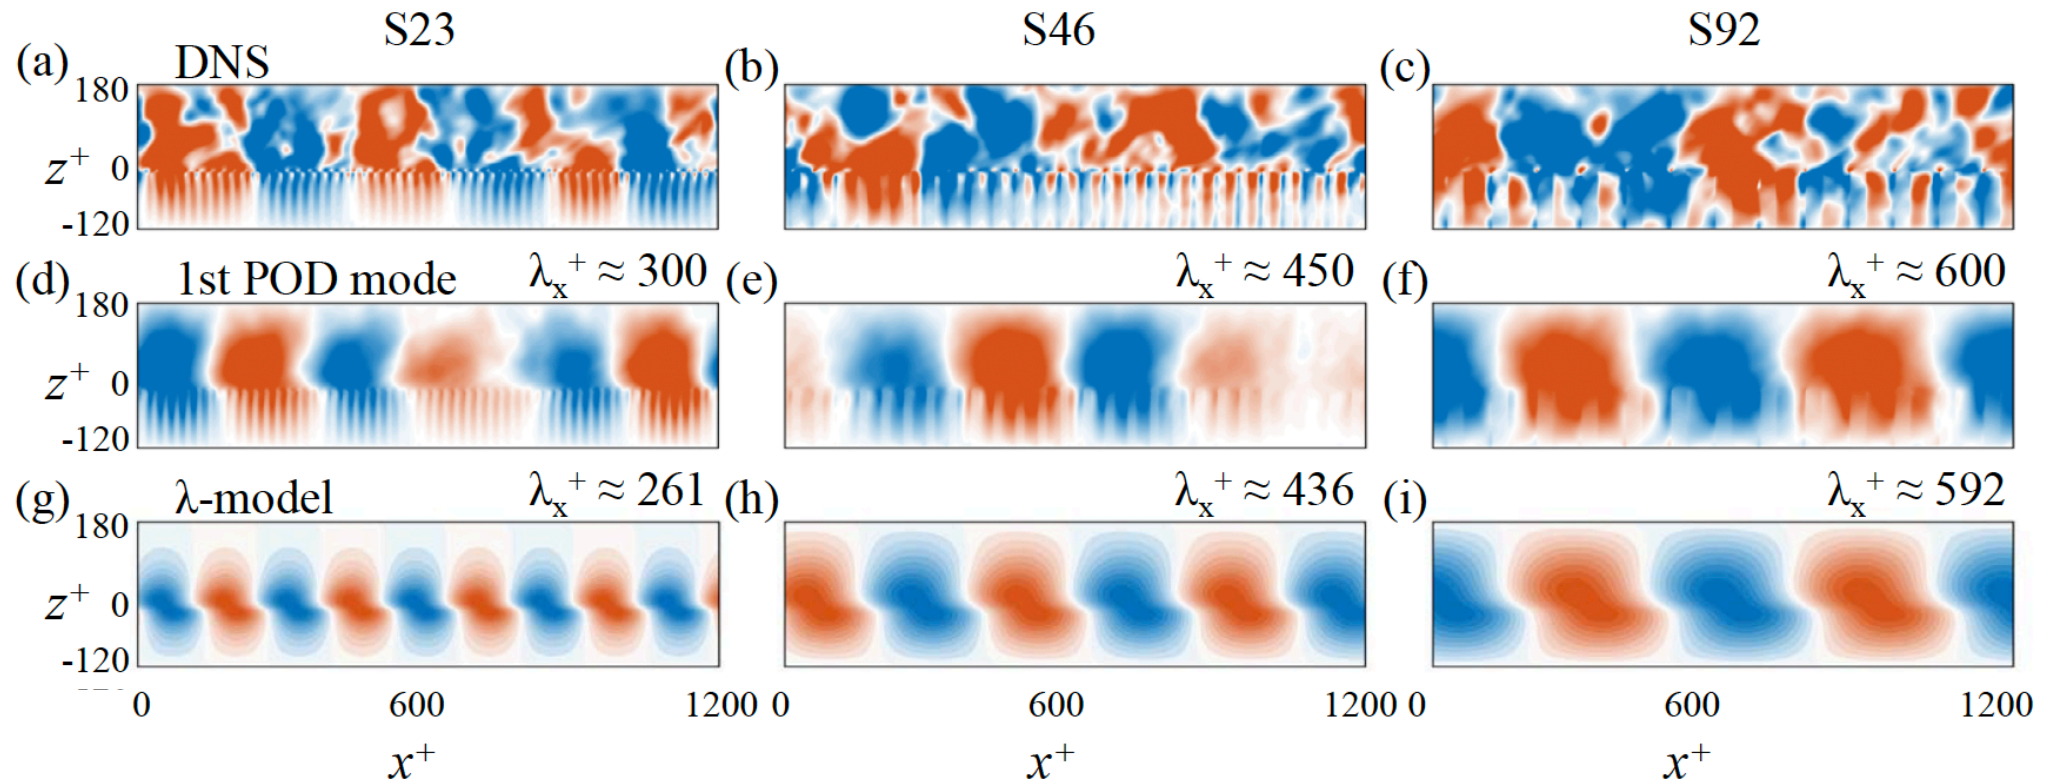 S23 S46 S92
(a) DNS (b) (c)
180
z+ 0
-120
(d) 1st POD mode λx+ ≈ 300 (e) λx+ ≈ 450 (f) λx+ ≈ 600
180
z+ 0
-120
(g) λ-model λx+ ≈ 261 (h) λx+ ≈ 436 (i) λx+ ≈ 592
180
z+ 0
-120
0 600 1200 0 600 1200 0 600 1200
x+ x+ x+